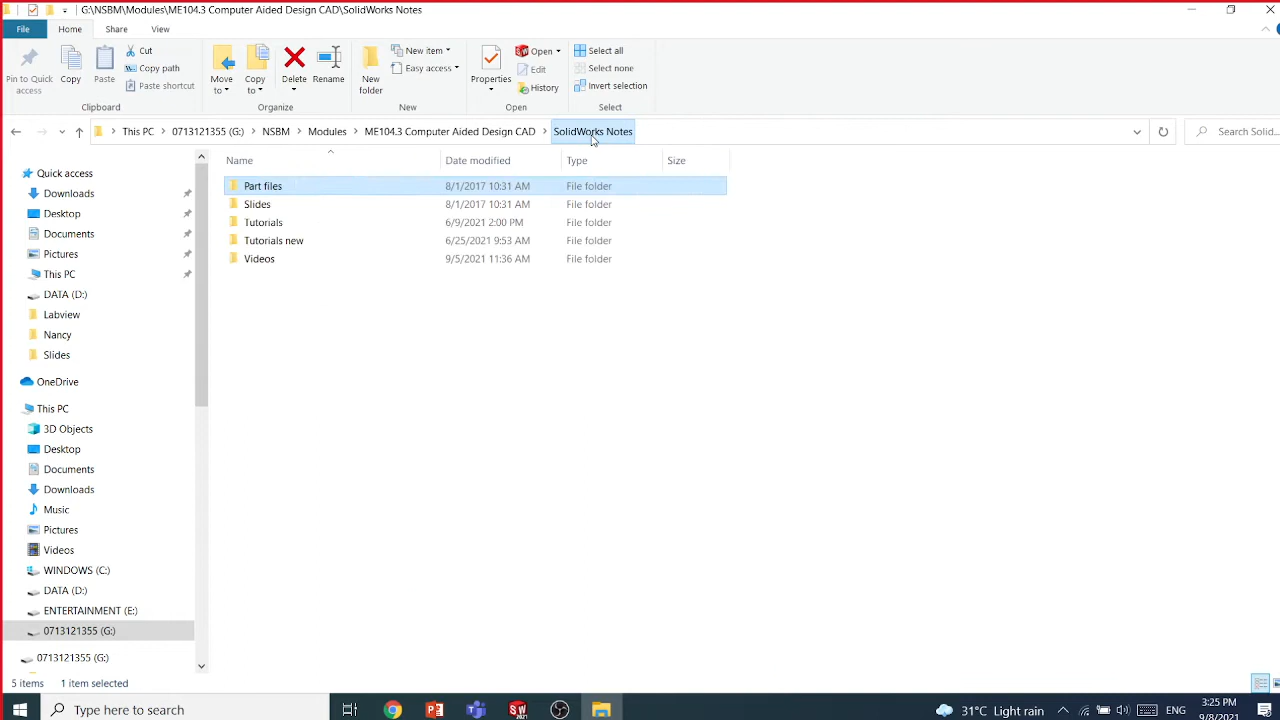 G:\NSBM\Modules\ME104.3 Computer Aided Design CAD\SolidWorks Notes
File Home Share View
Pin to Quick access
Copy
Paste
Cut
Copy path
Paste shortcut
Clipboard
Move to
Copy to
Delete
Rename
Organize
New folder
New item
Easy access
New
Properties
Open
Edit
History
Open
Select all
Select none
Invert selection
Select
This PC 0713121355 (G:) NSBM Modules ME104.3 Computer Aided Design CAD SolidWorks Notes
Search Solid...
Name Date modified Type Size
Part files 8/1/2017 10:31 AM File folder
Slides 8/1/2017 10:31 AM File folder
Tutorials 6/9/2021 2:00 PM File folder
Tutorials new 6/25/2021 9:53 AM File folder
Videos 9/5/2021 11:36 AM File folder
Quick access
Downloads
Desktop
Documents
Pictures
This PC
DATA (D:)
Labview
Nancy
Slides
OneDrive
This PC
3D Objects
Desktop
Documents
Downloads
Music
Pictures
Videos
WINDOWS (C:)
DATA (D:)
ENTERTAINMENT (E:)
0713121355 (G:)
0713121355 (G:)
5 items 1 item selected
Type here to search
31°C Light rain
ENG
3:25 PM
9/8/2021